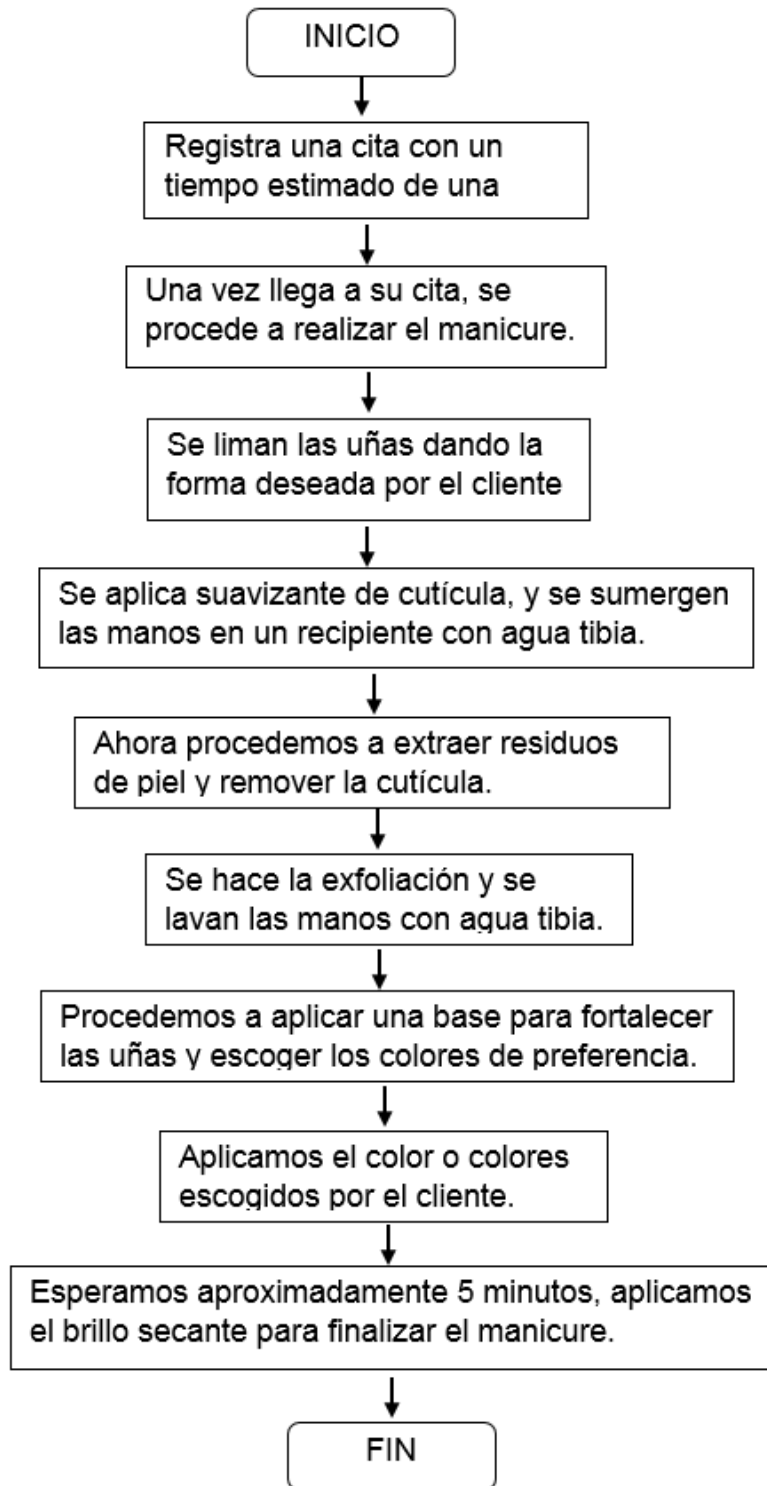 INICIO
Registra una cita con un
tiempo estimado de una
Una vez llega a su cita, se
procede a realizar el manicure.
Se liman las uñas dando la
forma deseada por el cliente
Se aplica suavizante de cutícula, y se sumergen
las manos en un recipiente con agua tibia.
Ahora procedemos a extraer residuos
de piel y remover la cutícula.
Se hace la exfoliación y se
lavan las manos con agua tibia.
Procedemos a aplicar una base para fortalecer
las uñas y escoger los colores de preferencia.
Aplicamos el color o colores
escogidos por el cliente.
Esperamos aproximadamente 5 minutos, aplicamos
el brillo secante para finalizar el manicure.
FIN